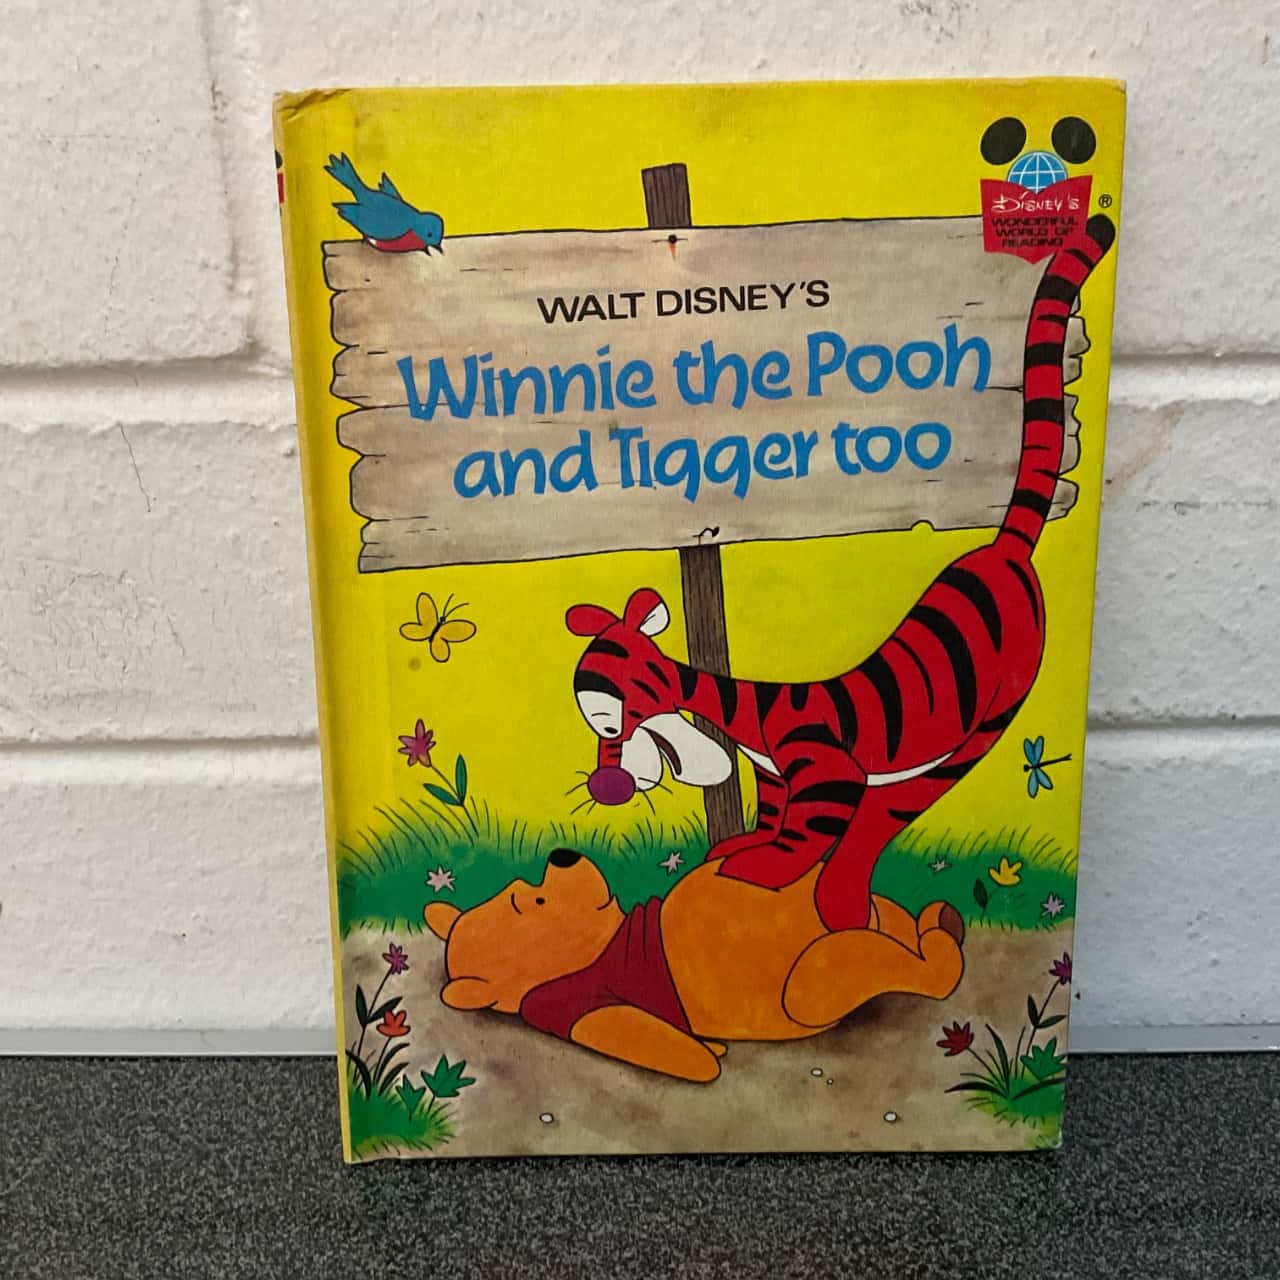 Disney's ®
WONDERFUL
WORLD OF
READING
WALT DISNEY'S
Winnie the Pooh
and Tigger too